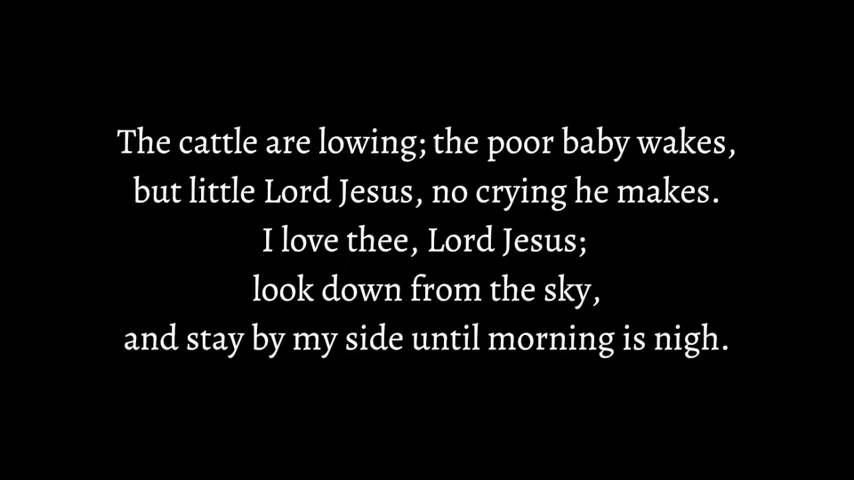 The cattle are lowing; the poor baby wakes,
but little Lord Jesus, no crying he makes.
I love thee, Lord Jesus;
look down from the sky,
and stay by my side until morning is nigh.